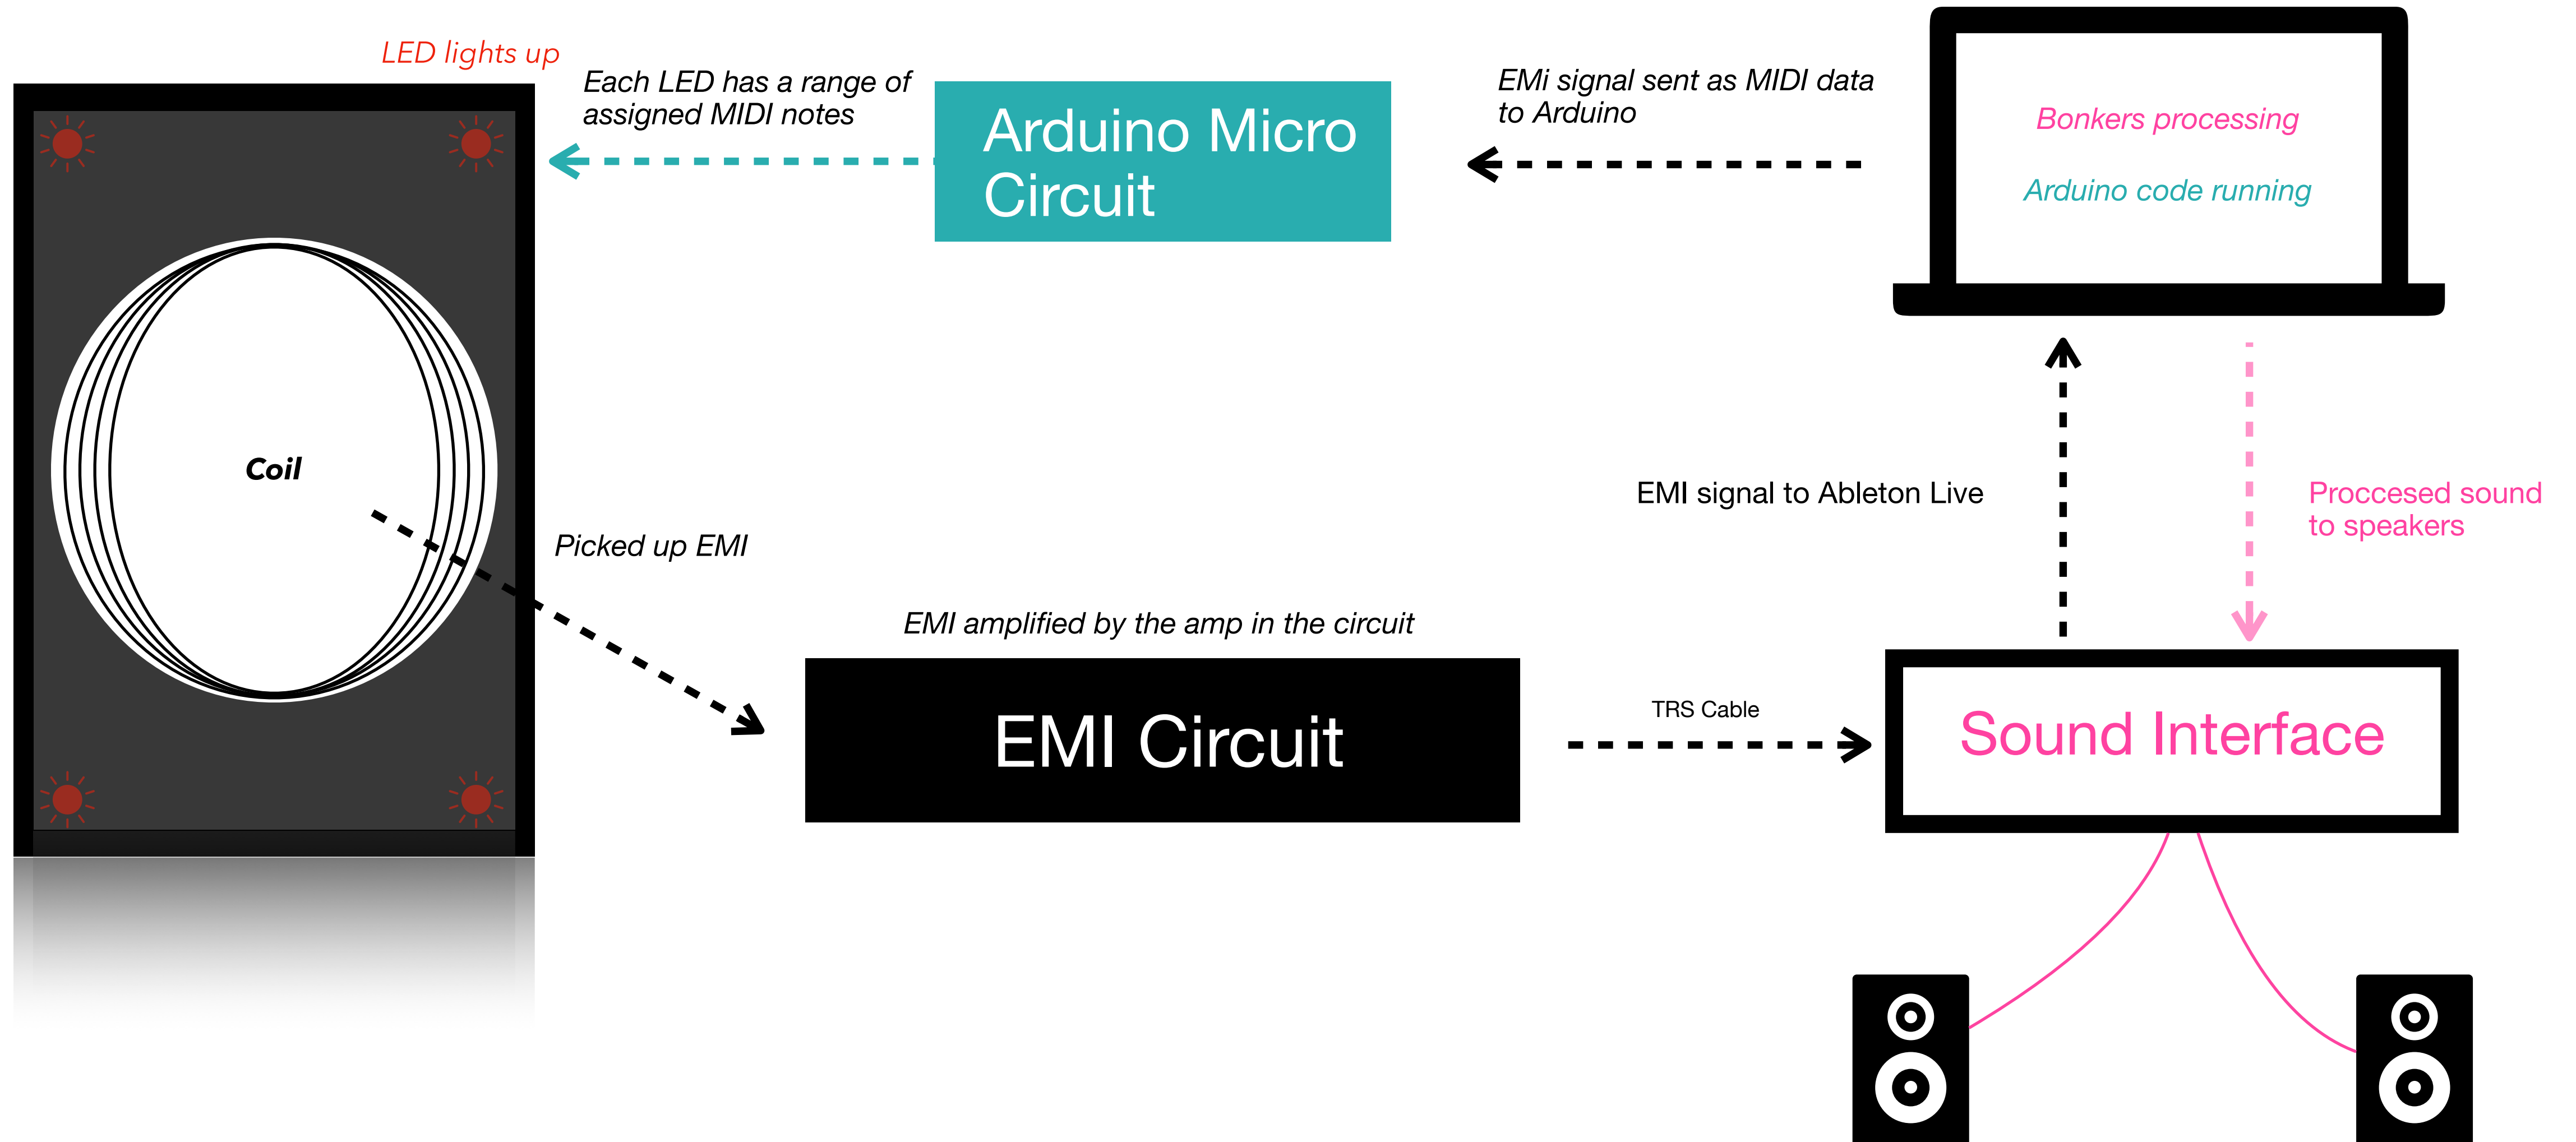 LED lights up
Each LED has a range of
assigned MIDI notes
Arduino Micro
Circuit
EMi signal sent as MIDI data
to Arduino
Bonkers processing
Arduino code running
Coil
Picked up EMI
EMI amplified by the amp in the circuit
EMI Circuit
TRS Cable
EMI signal to Ableton Live
Proccesed sound
to speakers
Sound Interface